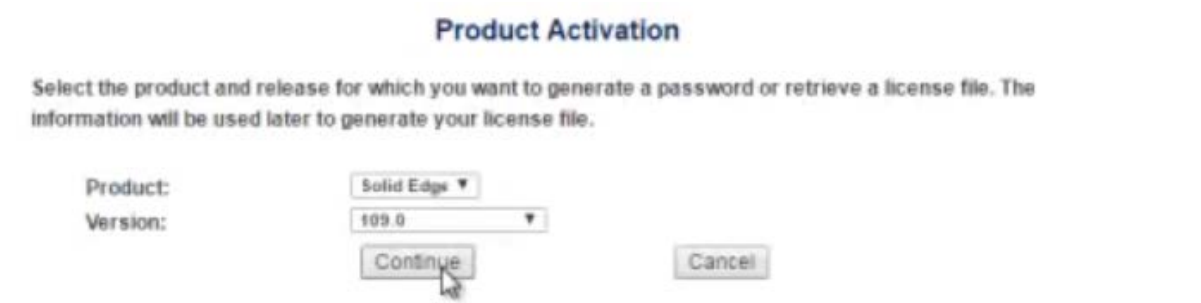 Product Activation
Select the product and release for which you want to generate a password or retrieve a license file. The
information will be used later to generate your license file.
Product: Solid Edge
Version: 109.0
Continue Cancel